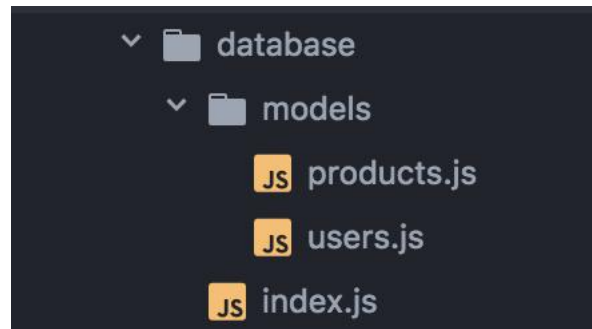 database
models
JS products.js
JS users.js
JS index.js